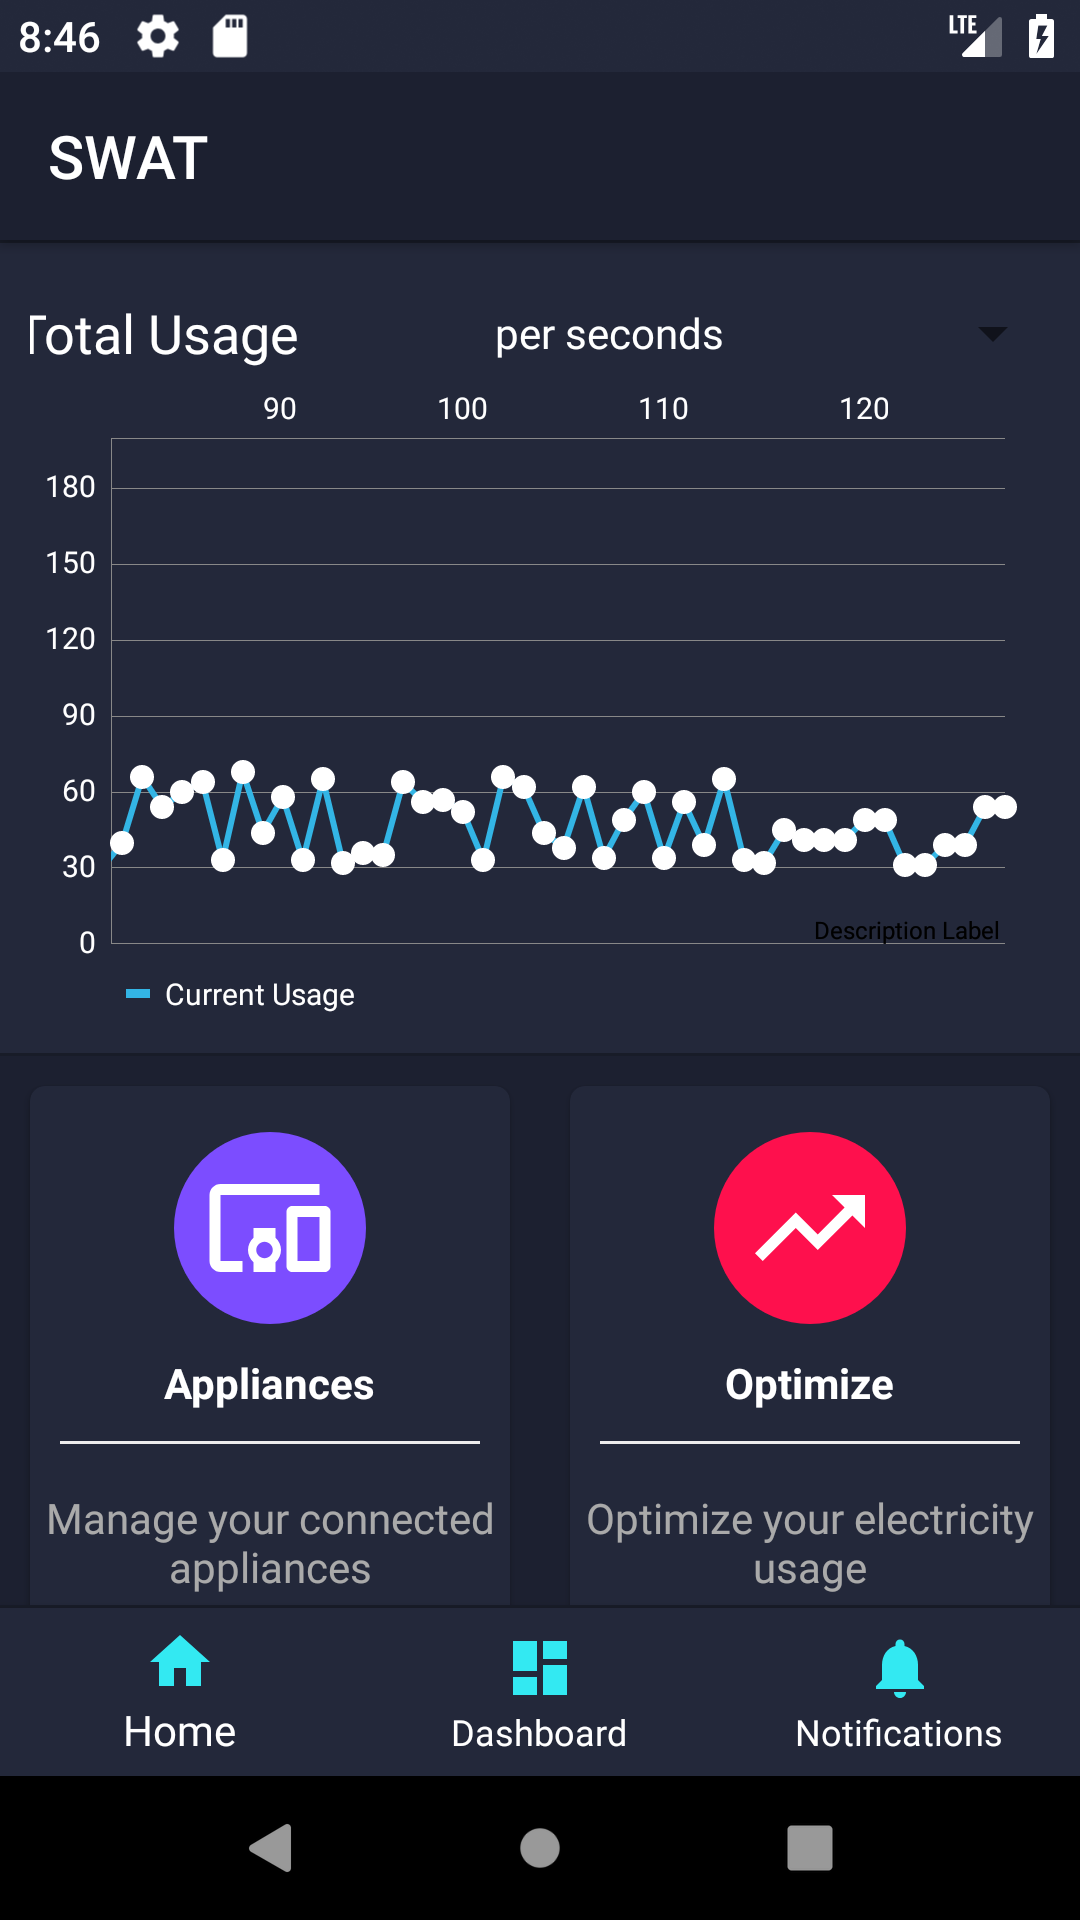 8:46
LTE
SWAT
Total Usage
per seconds
90 100 110 120
180
150
120
90
60
30
0
Description Label
Current Usage
Appliances
Optimize
Manage your connected
appliances
Optimize your electricity
usage
Home
Dashboard
Notifications